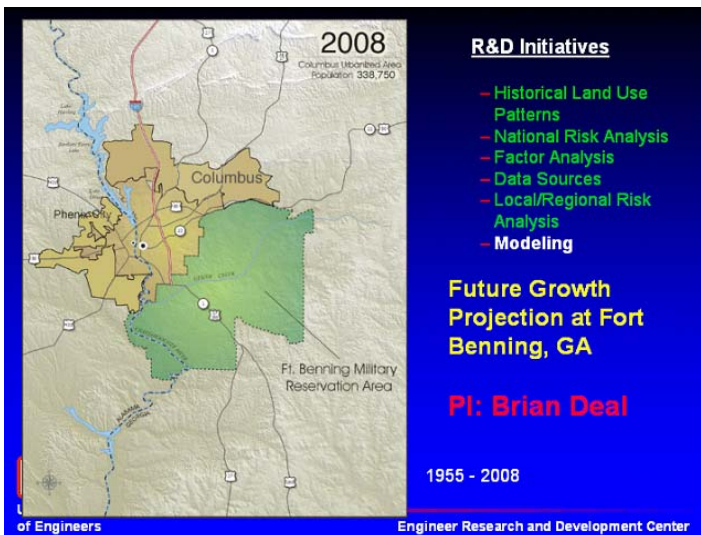 2008
Columbus Urbanized Area
Population 338,750
Columbus
Phenix City
Ft. Benning Military
Reservation Area
ALABAMA
GEORGIA
R&D Initiatives
– Historical Land Use
Patterns
– National Risk Analysis
– Factor Analysis
– Data Sources
– Local/Regional Risk
Analysis
– Modeling
Future Growth
Projection at Fort
Benning, GA
PI: Brian Deal
1955 - 2008
of Engineers
Engineer Research and Development Center